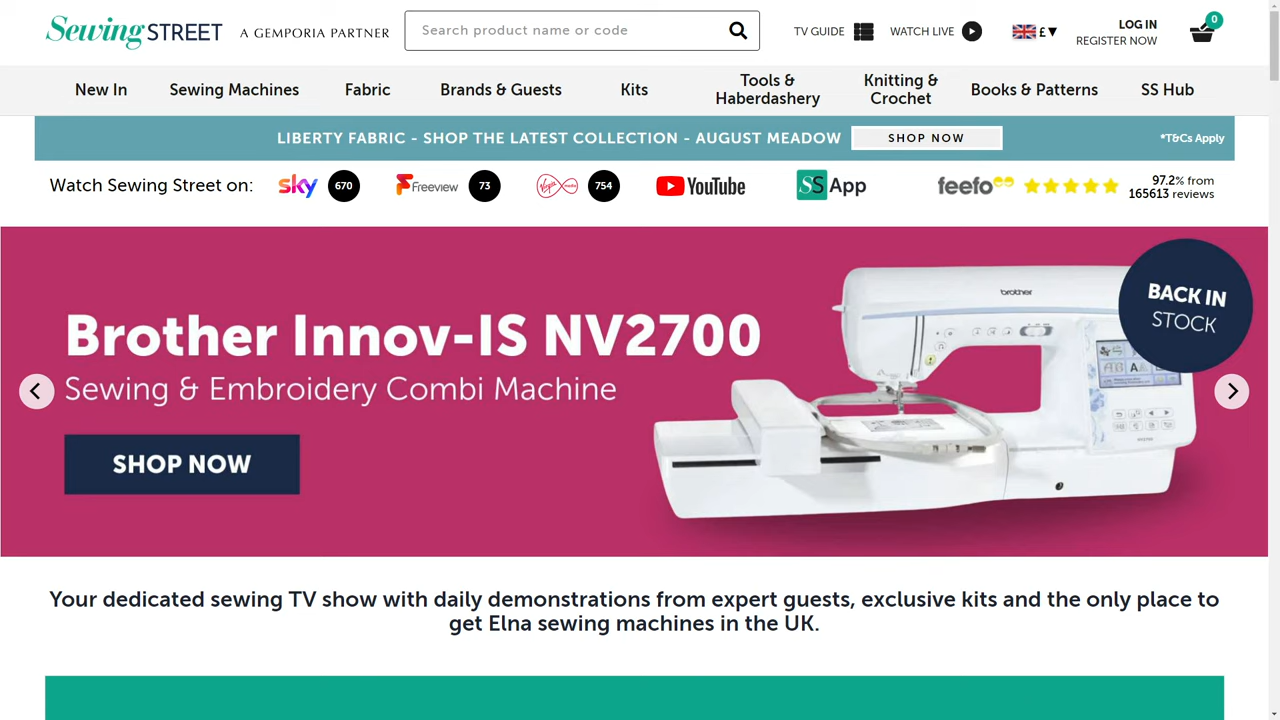 Sewing STREET A GEMPORIA PARTNER
Search product name or code
TV GUIDE
WATCH LIVE
£▼
LOG IN
REGISTER NOW
0
New In
Sewing Machines
Fabric
Brands & Guests
Kits
Tools &
Haberdashery
Knitting &
Crochet
Books & Patterns
SS Hub
LIBERTY FABRIC - SHOP THE LATEST COLLECTION - AUGUST MEADOW
SHOP NOW
*T&Cs Apply
Watch Sewing Street on:
sky 670
Freeview 73
Virgin media 754
YouTube
SS App
feefo
97.2% from
165613 reviews
Brother Innov-IS NV2700
Sewing & Embroidery Combi Machine
SHOP NOW
brother
BACK IN
STOCK
Your dedicated sewing TV show with daily demonstrations from expert guests, exclusive kits and the only place to
get Elna sewing machines in the UK.